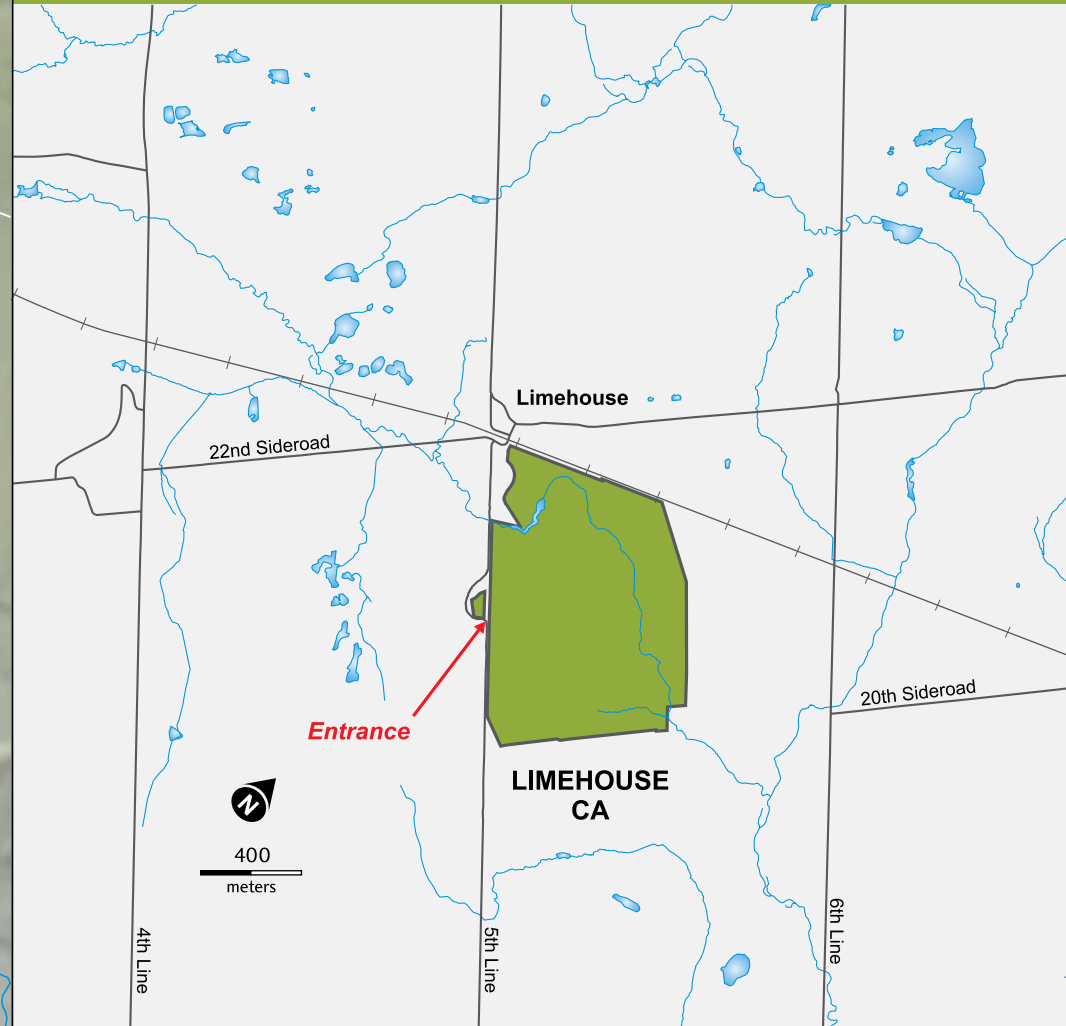 Limehouse
22nd Sideroad
20th Sideroad
Entrance
LIMEHOUSE
CA
N
400
meters
4th Line
5th Line
6th Line